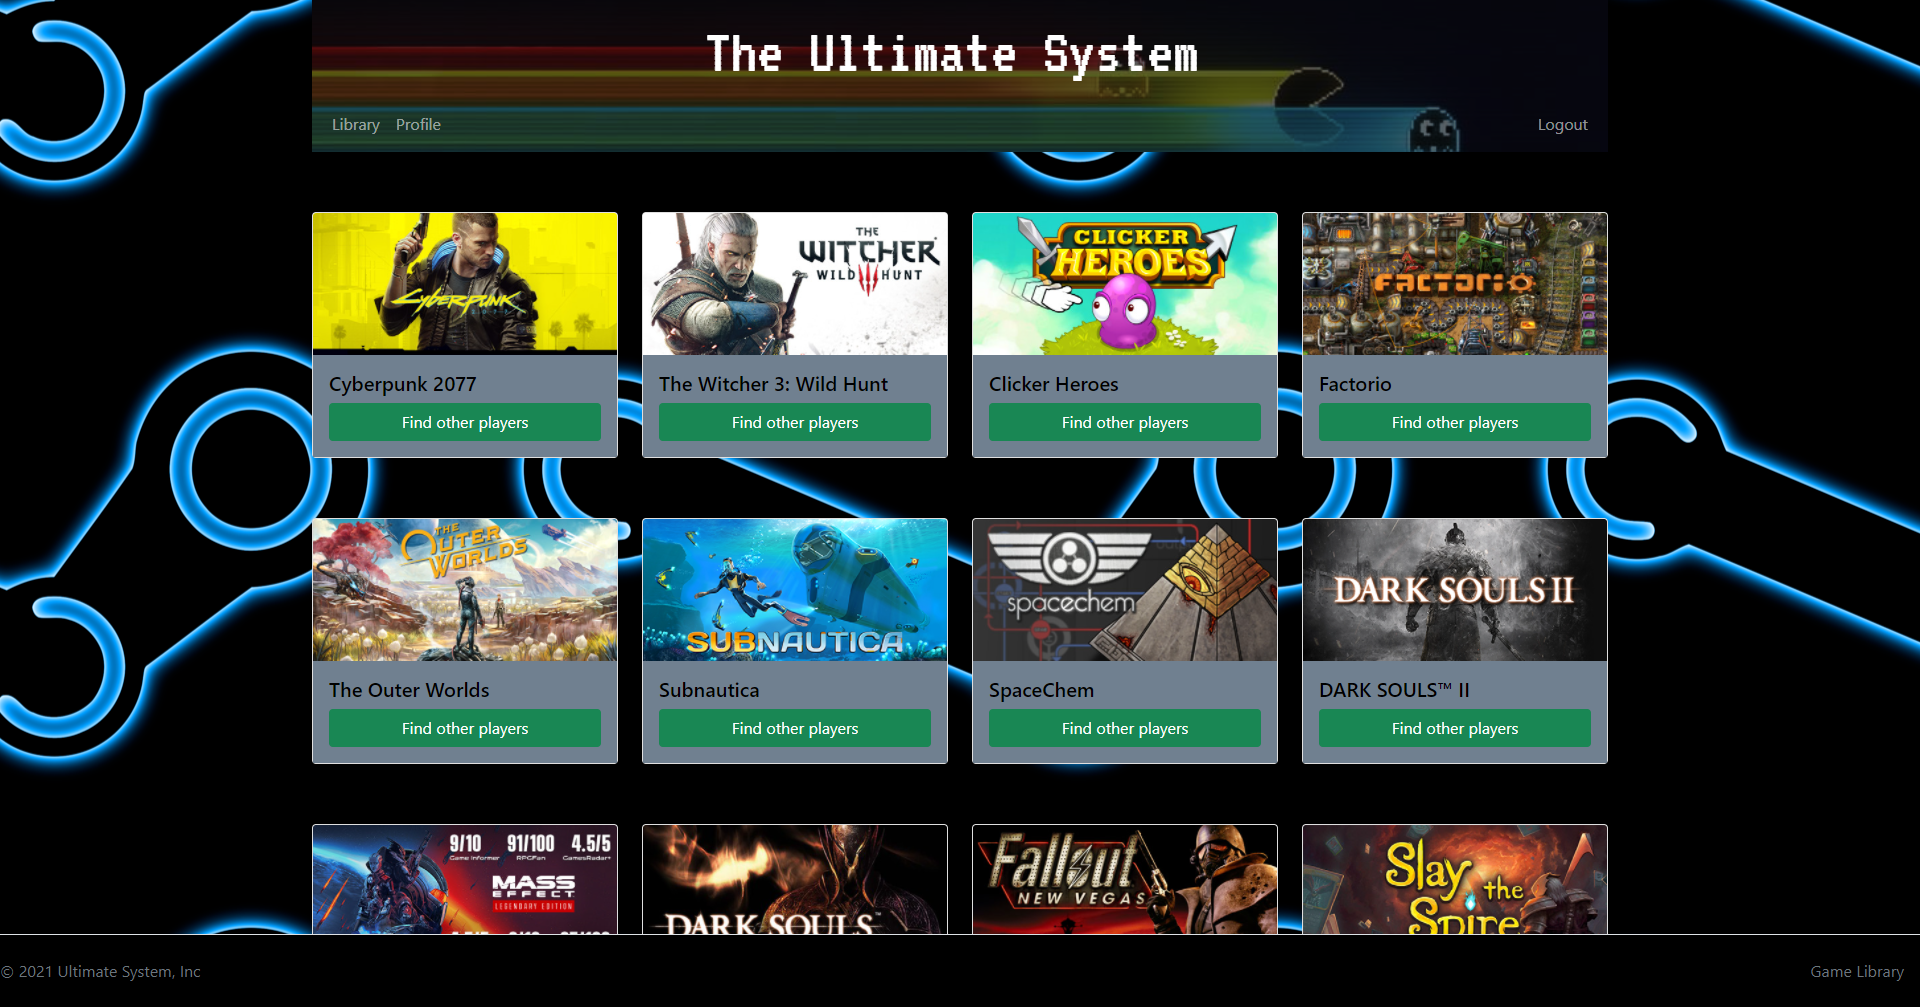 The Ultimate System
Library Profile Logout
CYBERPUNK
THE
WITCHER
WILD HUNT
CLICKER
HEROES
FACTORIO
Cyberpunk 2077
The Witcher 3: Wild Hunt
Clicker Heroes
Factorio
Find other players
Find other players
Find other players
Find other players
THE
OUTER
WORLDS
SUBNAUTICA
spacechem
DARK SOULS II
The Outer Worlds
Subnautica
SpaceChem
DARK SOULS™ II
Find other players
Find other players
Find other players
Find other players
9/10 91/100 4.5/5
Game Informer RPGFan GamesRadar+
MASS
EFFECT
LEGENDARY EDITION
DARK SOULS™
Fallout
NEW VEGAS
Slay
the
Spire
© 2021 Ultimate System, Inc
Game Library